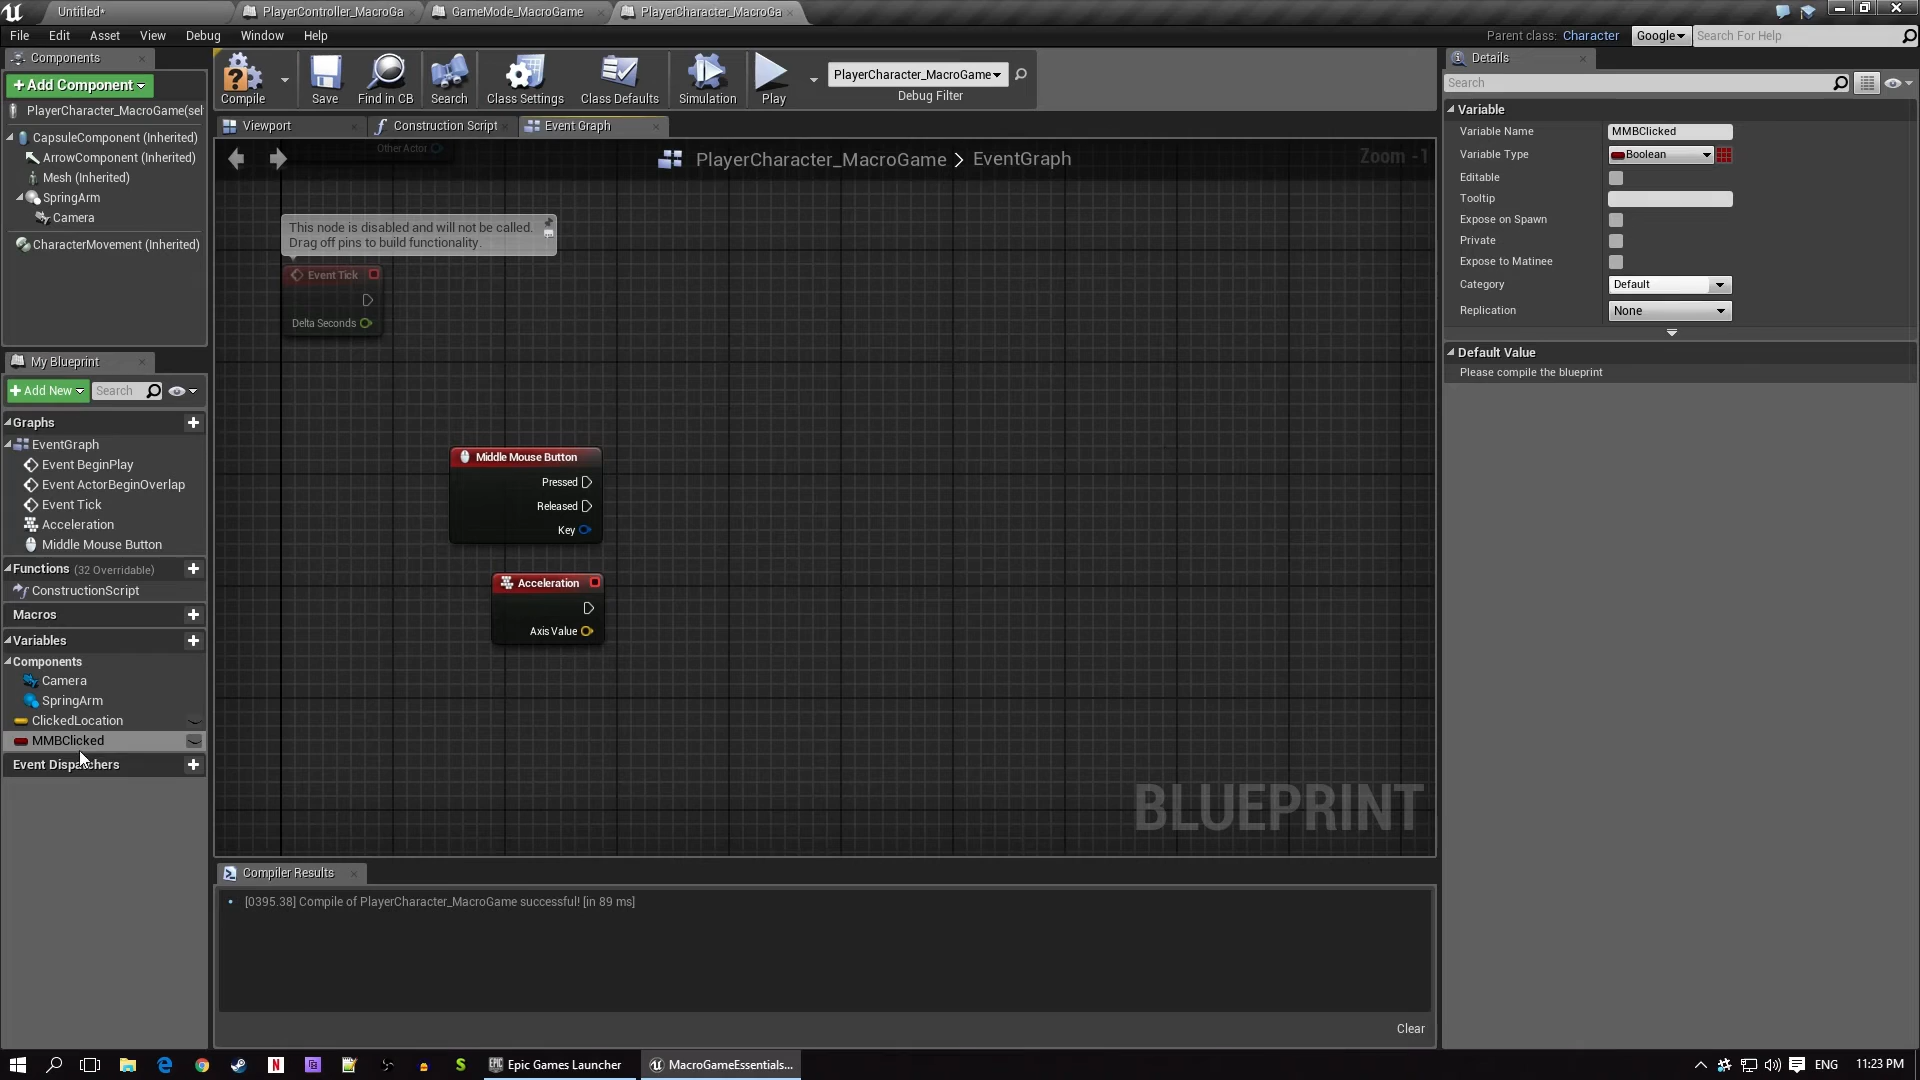 Untitled*
PlayerController_MacroGa
GameMode_MacroGame
PlayerCharacter_MacroGa
File Edit Asset View Debug Window Help
Parent class: Character
Google
Search For Help
Components
Add Component
PlayerCharacter_MacroGame(sel
CapsuleComponent (Inherited)
ArrowComponent (Inherited)
Mesh (Inherited)
SpringArm
Camera
CharacterMovement (Inherited)
Compile
Save
Find in CB
Search
Class Settings
Class Defaults
Simulation
Play
PlayerCharacter_MacroGame
Debug Filter
Viewport
Construction Script
Event Graph
PlayerCharacter_MacroGame > EventGraph
Zoom -1
Other Actor
This node is disabled and will not be called.
Drag off pins to build functionality.
Event Tick
Delta Seconds
Middle Mouse Button
Pressed
Released
Key
Acceleration
Axis Value
BLUEPRINT
My Blueprint
Add New
Search
Graphs
EventGraph
Event BeginPlay
Event ActorBeginOverlap
Event Tick
Acceleration
Middle Mouse Button
Functions (32 Overridable)
ConstructionScript
Macros
Variables
Components
Camera
SpringArm
ClickedLocation
MMBClicked
Event Dispatchers
Compiler Results
[0395.38] Compile of PlayerCharacter_MacroGame successful! [in 89 ms]
Clear
Details
Search
Variable
Variable Name MMBClicked
Variable Type Boolean
Editable
Tooltip
Expose on Spawn
Private
Expose to Matinee
Category Default
Replication None
Default Value
Please compile the blueprint
Epic Games Launcher
MacroGameEssentials...
ENG
11:23 PM